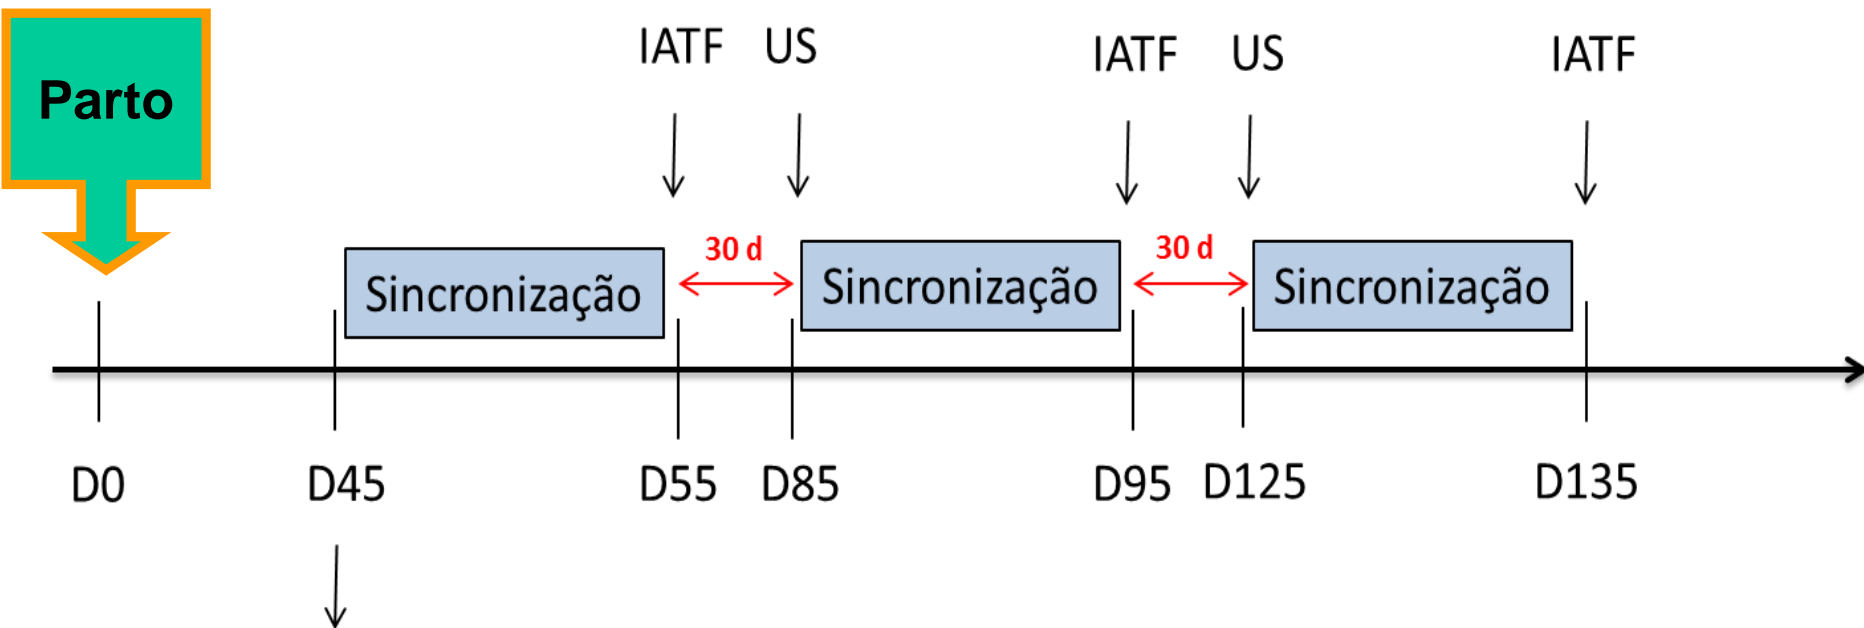 IATF US IATF US IATF
Parto
30 d 30 d
Sincronização Sincronização Sincronização
D0 D45 D55 D85 D95 D125 D135